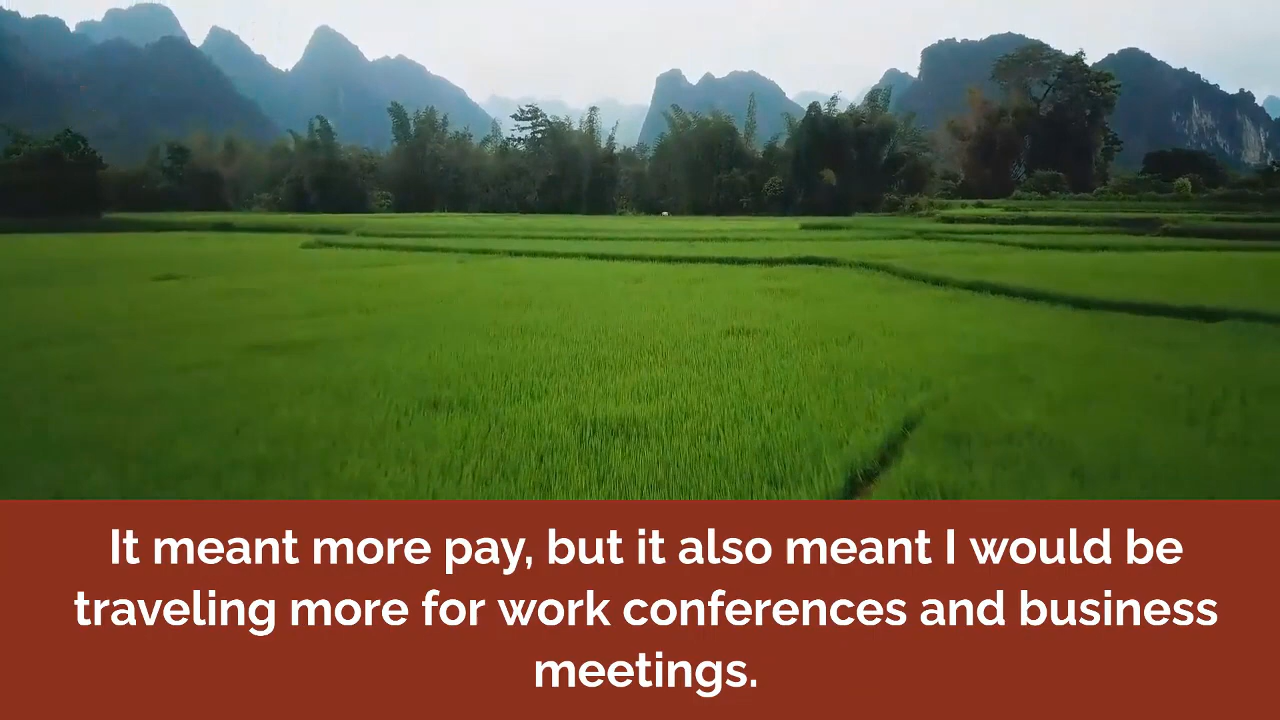 It meant more pay, but it also meant I would be
traveling more for work conferences and business
meetings.